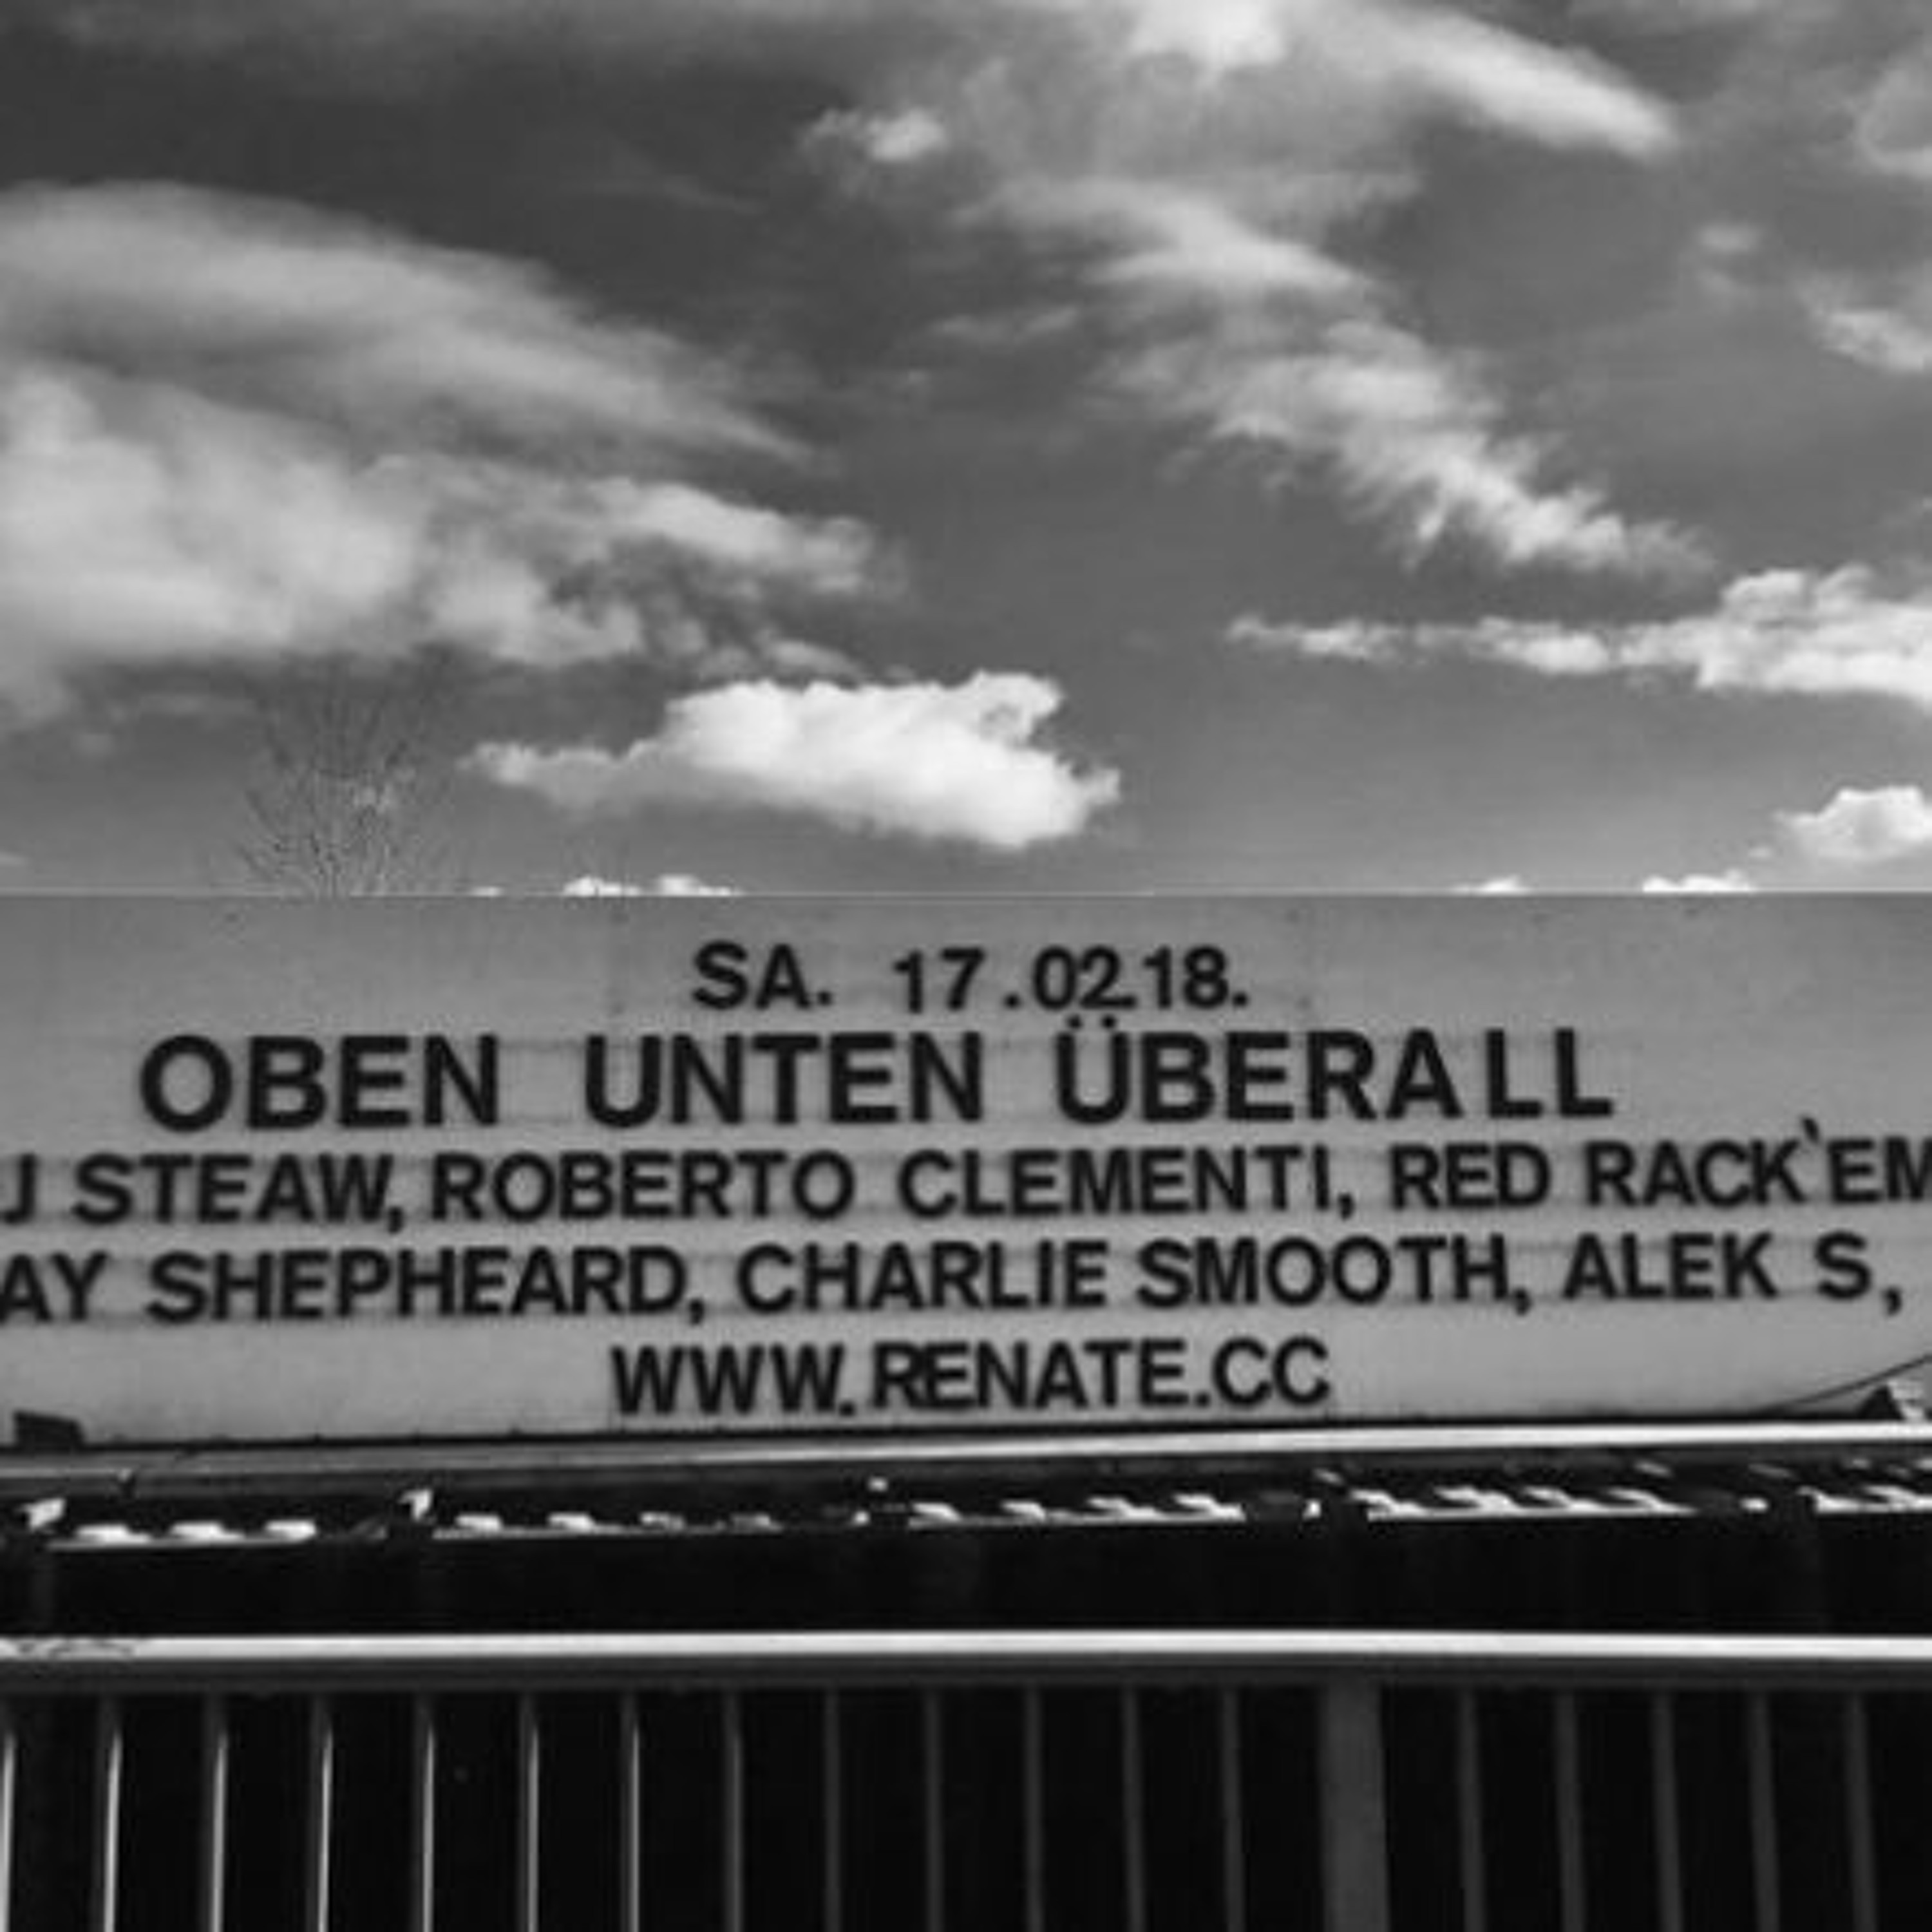 SA. 17.02.18.
OBEN UNTEN ÜBERALL
J STEAW, ROBERTO CLEMENTI, RED RACK`EM
AY SHEPHEARD, CHARLIE SMOOTH, ALEK S,
WWW.RENATE.CC